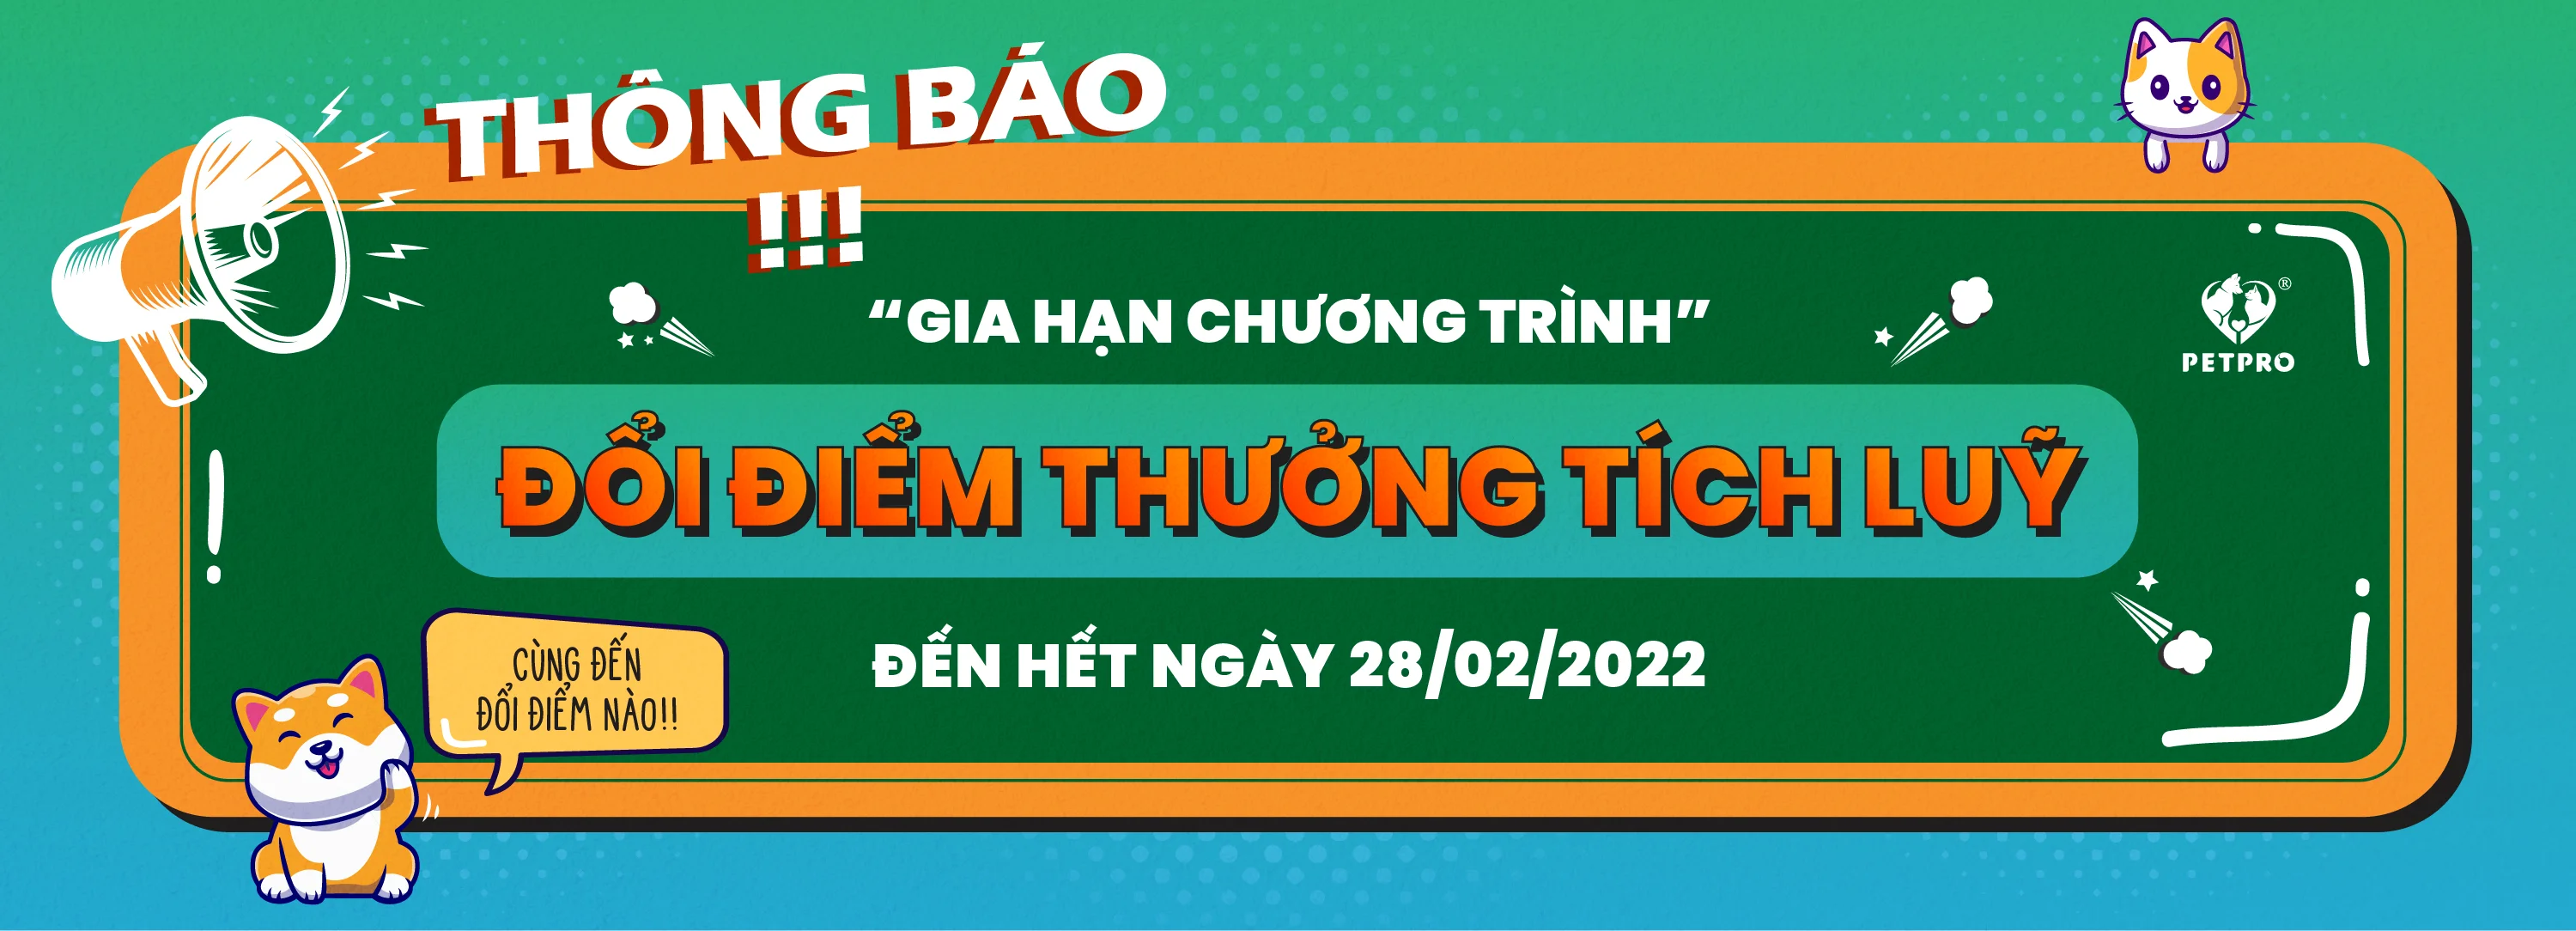 THÔNG BÁO
!!!
“GIA HẠN CHƯƠNG TRÌNH”
®
PETPRO
ĐỔI ĐIỂM THƯỞNG TÍCH LUỸ
ĐẾN HẾT NGÀY 28/02/2022
CÙNG ĐẾN
ĐỔI ĐIỂM NÀO!!